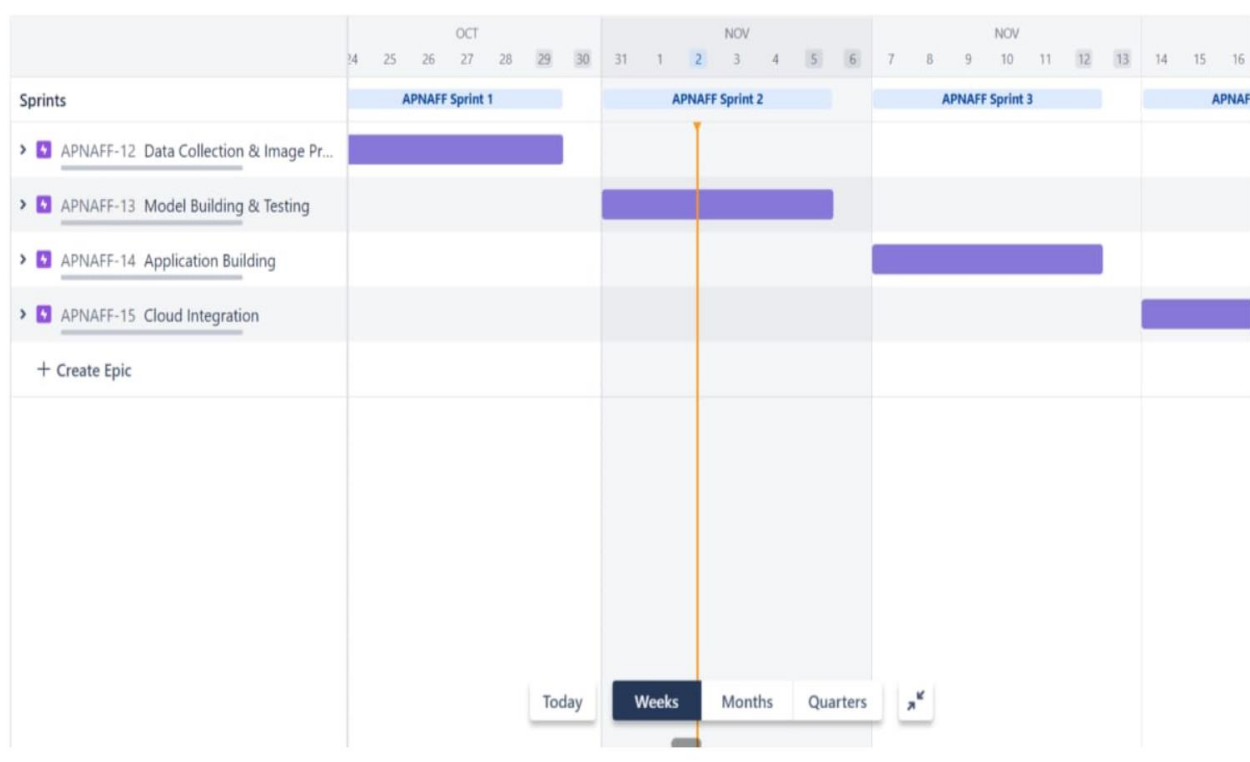 OCT NOV NOV
24 25 26 27 28 29 30 31 1 2 3 4 5 6 7 8 9 10 11 12 13 14 15 16
Sprints APNAFF Sprint 1 APNAFF Sprint 2 APNAFF Sprint 3
APNAFF-12 Data Collection & Image Pr...
APNAFF-13 Model Building & Testing
APNAFF-14 Application Building
APNAFF-15 Cloud Integration
+ Create Epic
Today Weeks Months Quarters